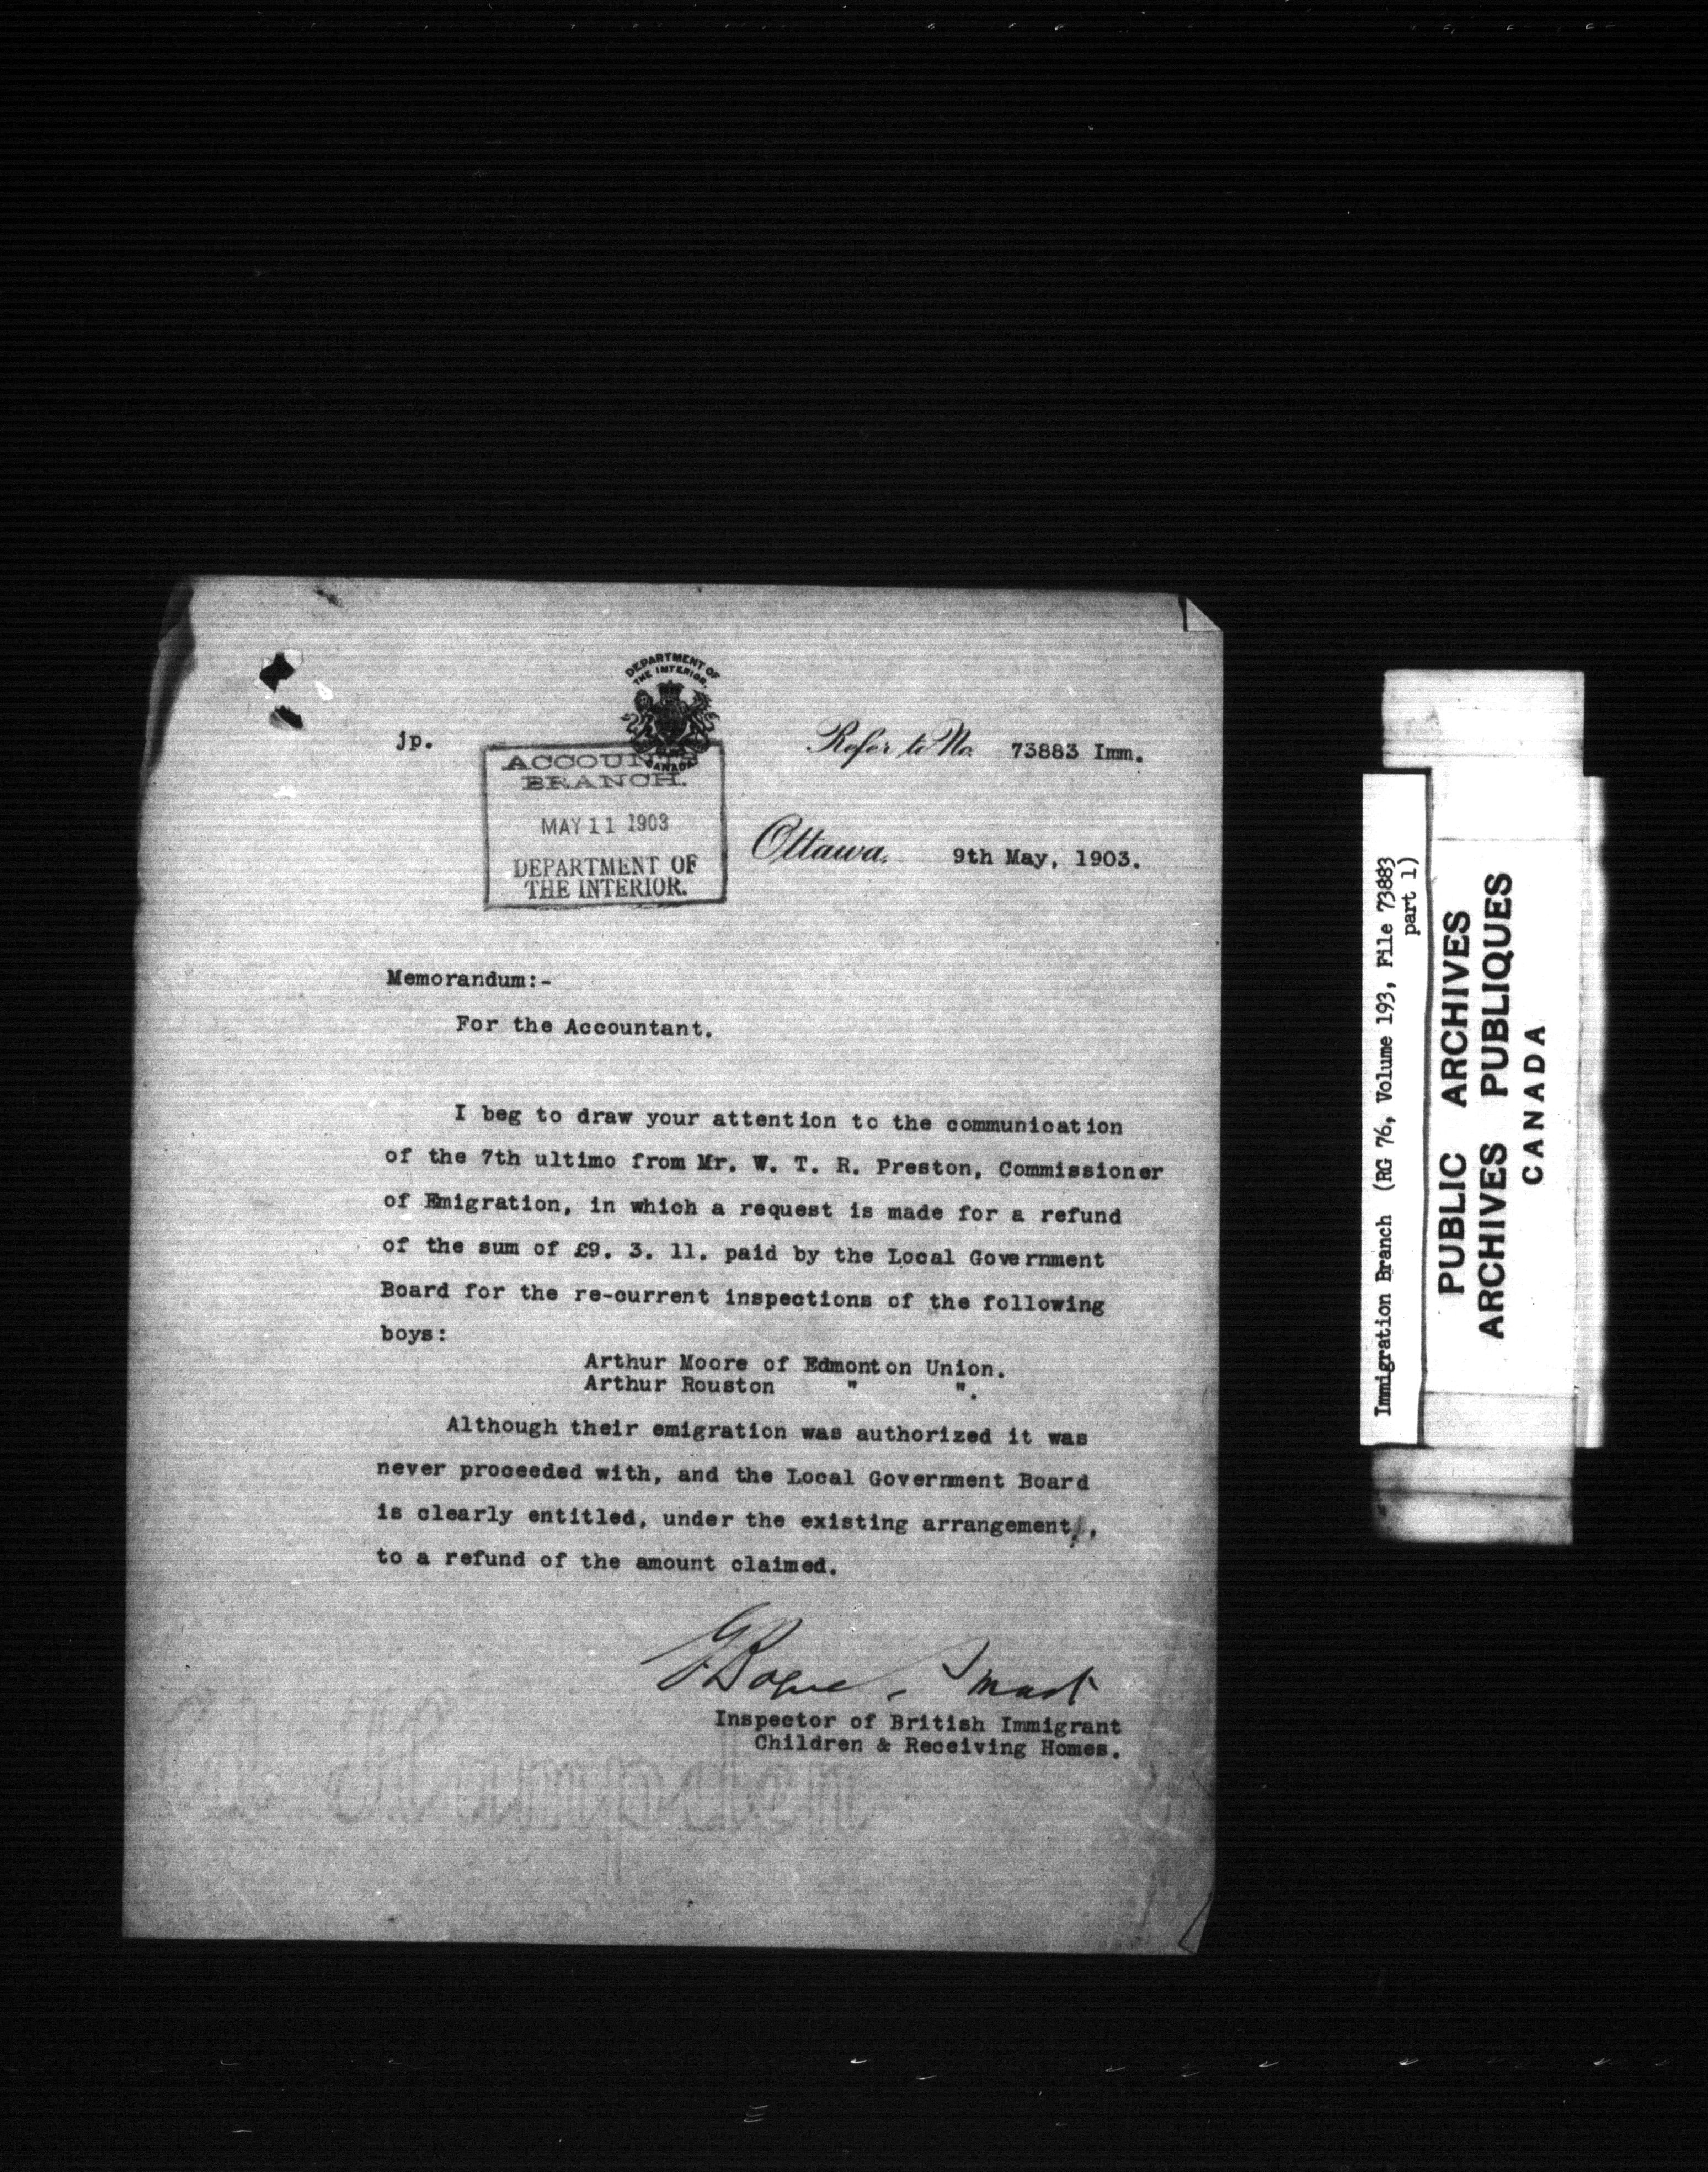 DEPARTMENT OF
THE INTERIOR.
CANADA
jp.
Refer to No. 73883 Imm.
ACCOUNTS
BRANCH.
MAY 11 1903
DEPARTMENT OF
THE INTERIOR.
Ottawa. 9th May, 1903.
Memorandum:-
For the Accountant.
I beg to draw your attention to the communication
of the 7th ultimo from Mr. W. T. R. Preston, Commissioner
of Emigration, in which a request is made for a refund
of the sum of £9. 3. 11. paid by the Local Government
Board for the re-current inspections of the following
boys:
Arthur Moore of Edmonton Union.
Arthur Rouston " ".
Although their emigration was authorized it was
never proceeded with, and the Local Government Board
is clearly entitled, under the existing arrangement,
to a refund of the amount claimed.
G Bogue Smart
Inspector of British Immigrant
Children & Receiving Homes.
Immigration Branch (RG 76, Volume 193, File 73883
part 1)
PUBLIC ARCHIVES
ARCHIVES PUBLIQUES
CANADA